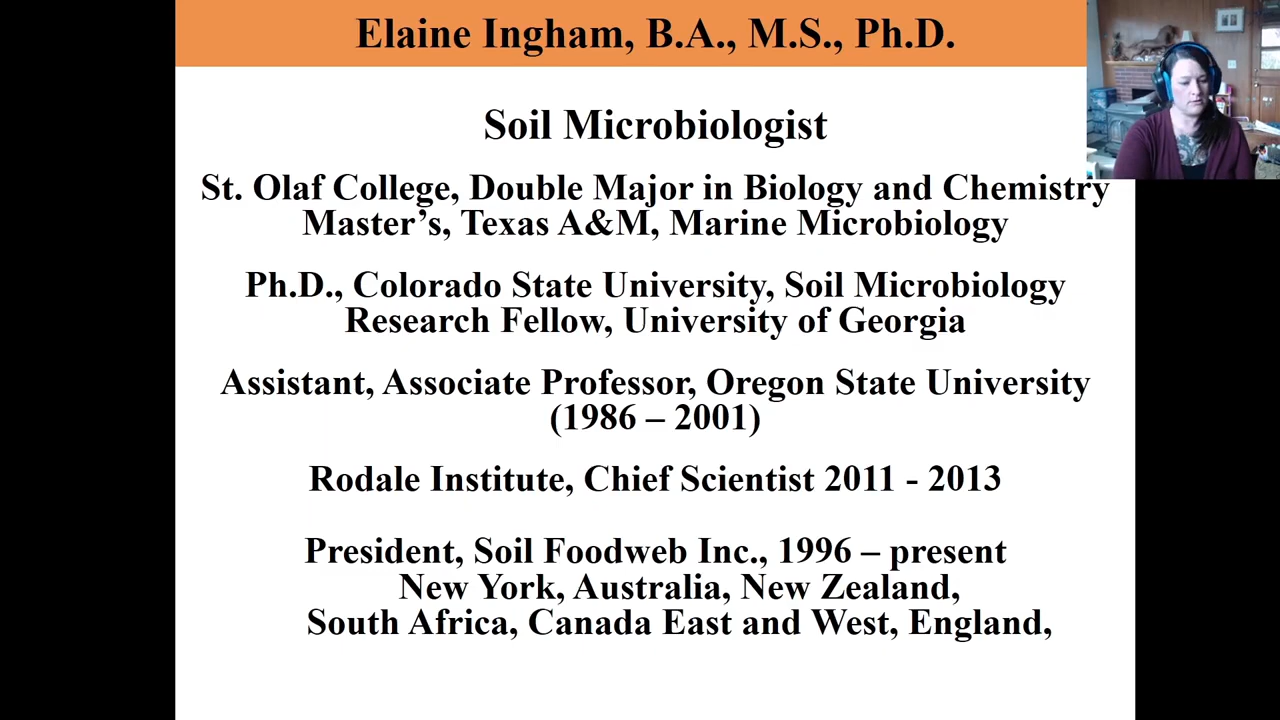 Elaine Ingham, B.A., M.S., Ph.D.
Soil Microbiologist
St. Olaf College, Double Major in Biology and Chemistry
Master’s, Texas A&M, Marine Microbiology
Ph.D., Colorado State University, Soil Microbiology
Research Fellow, University of Georgia
Assistant, Associate Professor, Oregon State University
(1986 – 2001)
Rodale Institute, Chief Scientist 2011 - 2013
President, Soil Foodweb Inc., 1996 – present
New York, Australia, New Zealand,
South Africa, Canada East and West, England,